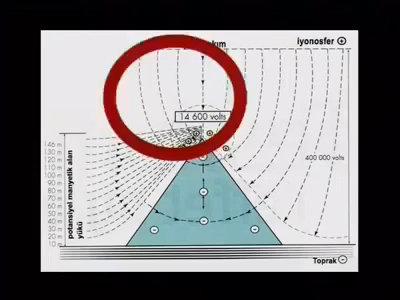 kım
iyonosfer +
14 600 volts
400 000 volts
potansiyel manyetik alan
yükü
146 m
130 m
120 m
110 m
100 m
90 m
80 m
70 m
60 m
50 m
40 m
30 m
20 m
10 m
Toprak -